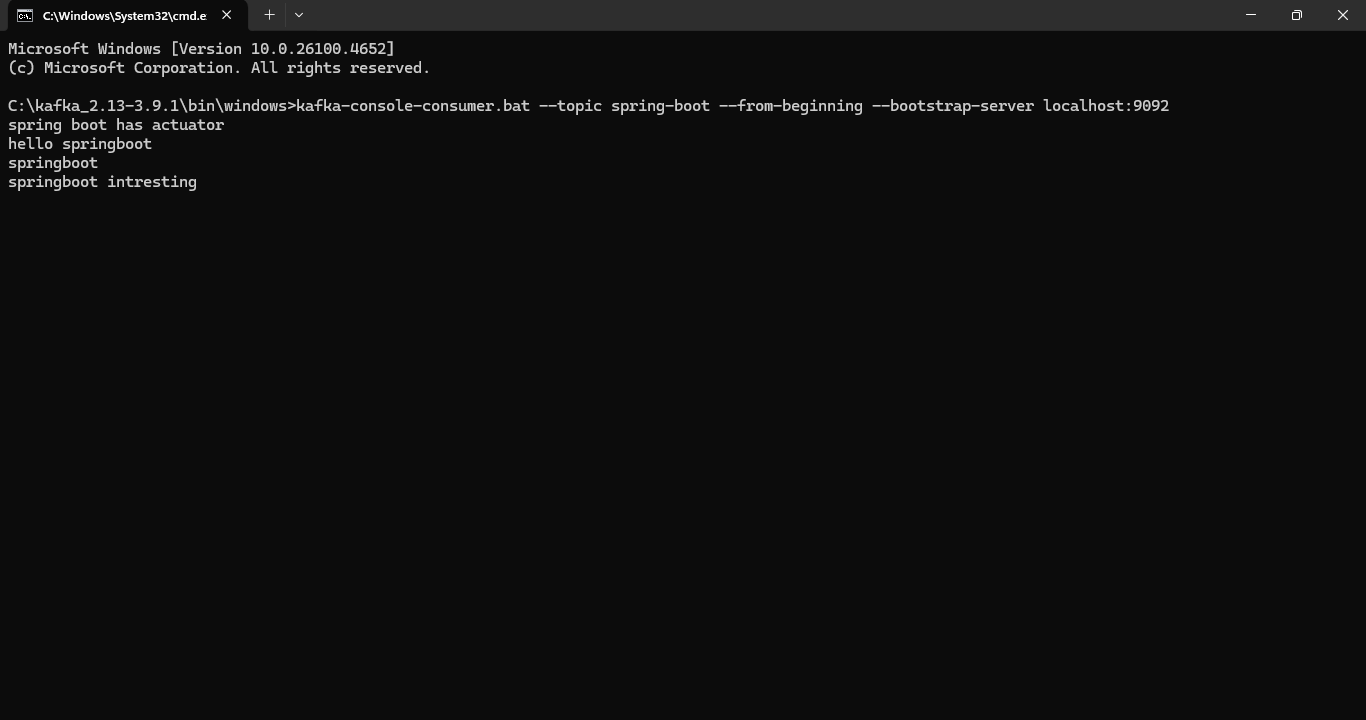 C:\Windows\System32\cmd.e
Microsoft Windows [Version 10.0.26100.4652]
(c) Microsoft Corporation. All rights reserved.
C:\kafka_2.13-3.9.1\bin\windows>kafka-console-consumer.bat --topic spring-boot --from-beginning --bootstrap-server localhost:9092
spring boot has actuator
hello springboot
springboot
springboot intresting